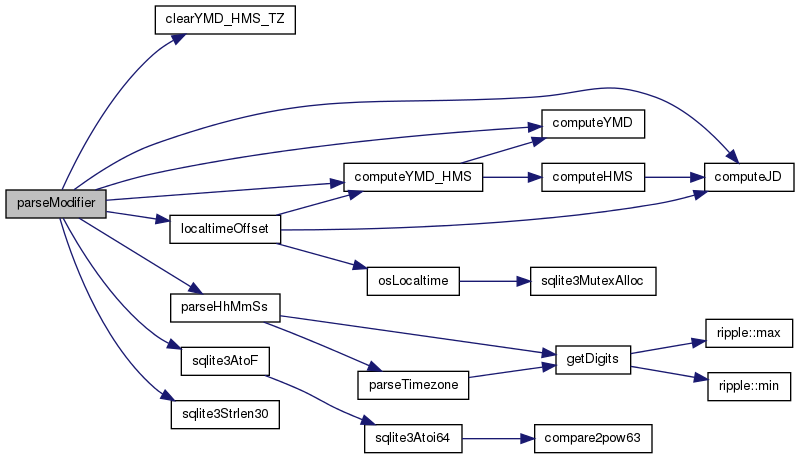 clearYMD_HMS_TZ
computeYMD
computeYMD_HMS
computeHMS
computeJD
parseModifier
localtimeOffset
osLocaltime
sqlite3MutexAlloc
parseHhMmSs
ripple::max
sqlite3AtoF
getDigits
parseTimezone
ripple::min
sqlite3Strlen30
sqlite3Atoi64
compare2pow63